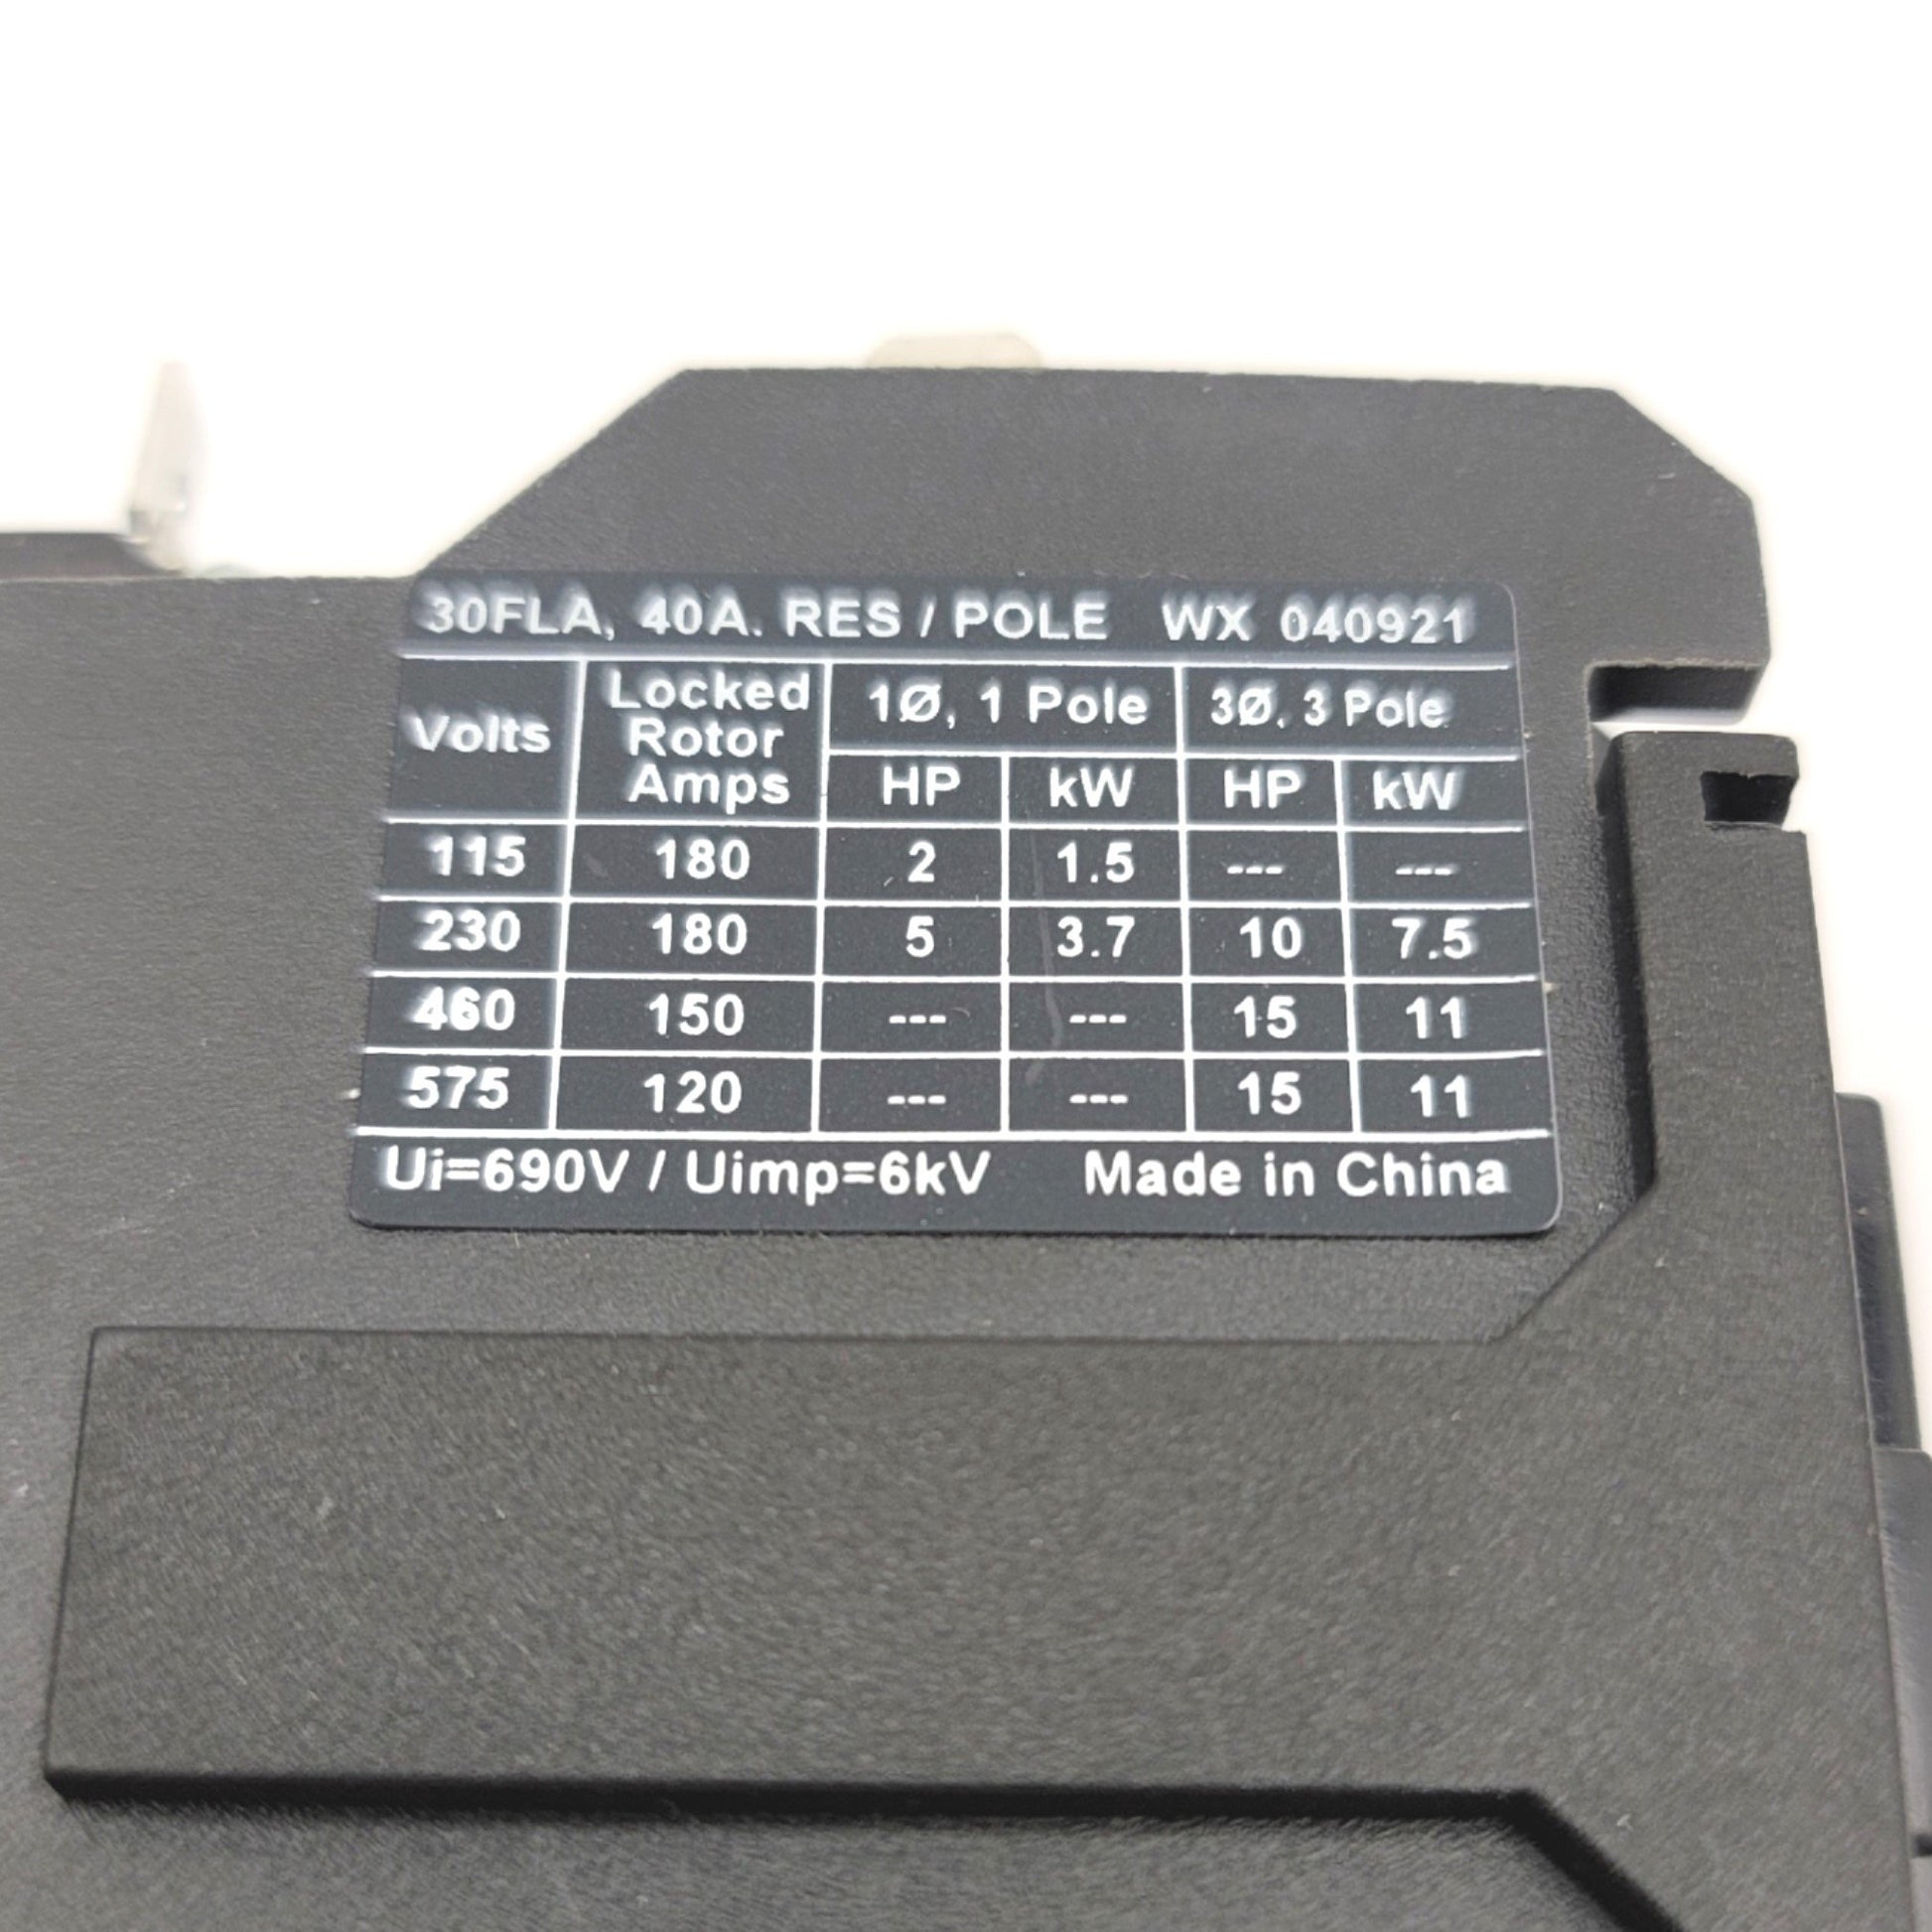 30FLA, 40A. RES / POLE WX 040921
Volts Locked Rotor Amps 1Ø, 1 Pole 3Ø, 3 Pole
HP kW HP kW
115 180 2 1.5 --- ---
230 180 5 3.7 10 7.5
460 150 --- --- 15 11
575 120 --- --- 15 11
Ui=690V / Uimp=6kV Made in China